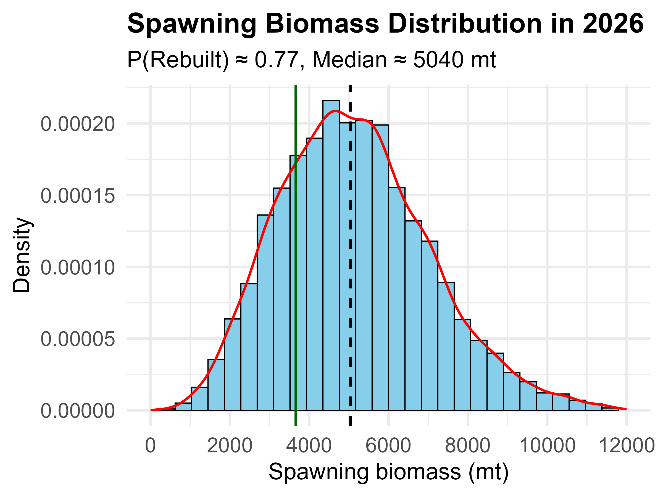 Spawning Biomass Distribution in 2026
P(Rebuilt) ≈ 0.77, Median ≈ 5040 mt
Density
0.00020
0.00015
0.00010
0.00005
0.00000
0 2000 4000 6000 8000 10000 12000
Spawning biomass (mt)